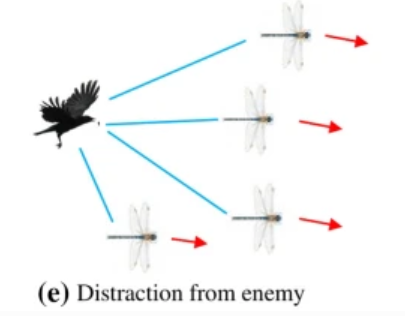 (e) Distraction from enemy